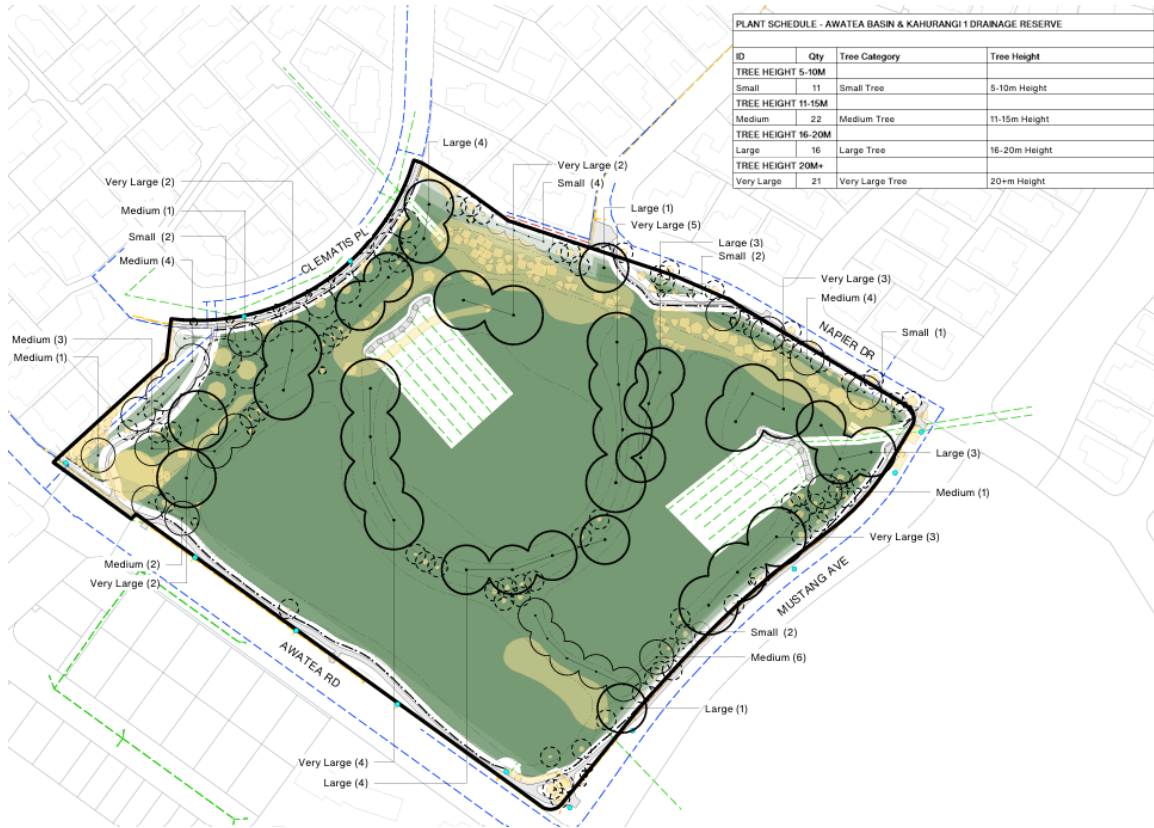 PLANT SCHEDULE - AWATEA BASIN & KAHURANGI 1 DRAINAGE RESERVE
ID Qty Tree Category Tree Height
TREE HEIGHT 5-10M
Small 11 Small Tree 5-10m Height
TREE HEIGHT 11-15M
Medium 22 Medium Tree 11-15m Height
TREE HEIGHT 16-20M
Large 16 Large Tree 16-20m Height
TREE HEIGHT 20M+
Very Large 21 Very Large Tree 20+m Height
Large (4)
Very Large (2)
Small (4)
Very Large (2)
Medium (1)
Small (2)
Medium (4)
CLEMATIS PL
Large (1)
Very Large (5)
Large (3)
Small (2)
Very Large (3)
Medium (4)
NAPIER DR
Small (1)
Medium (3)
Medium (1)
Large (3)
Medium (1)
Very Large (3)
MUSTANG AVE
Medium (2)
Very Large (2)
Small (2)
Medium (6)
AWATEA RD
Large (1)
Very Large (4)
Large (4)